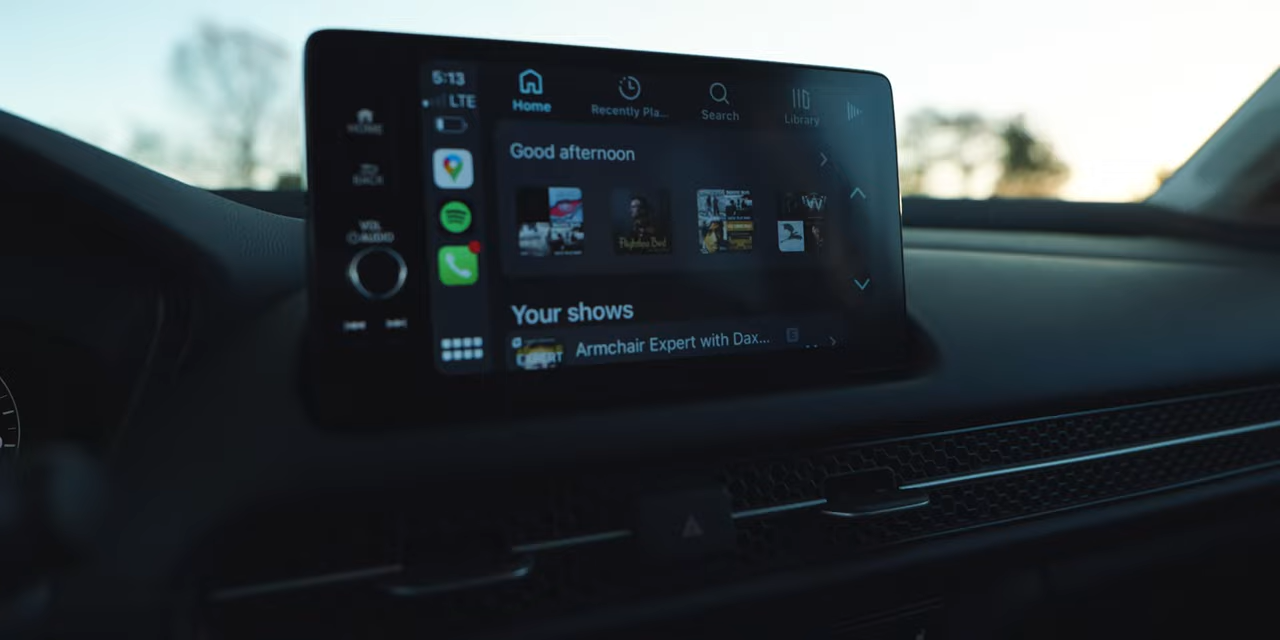 5:13
LTE
HOME
BACK
VOL
AUDIO
Home
Recently Pla...
Search
Library
Good afternoon
Your shows
EXPERT
Armchair Expert with Dax...
E